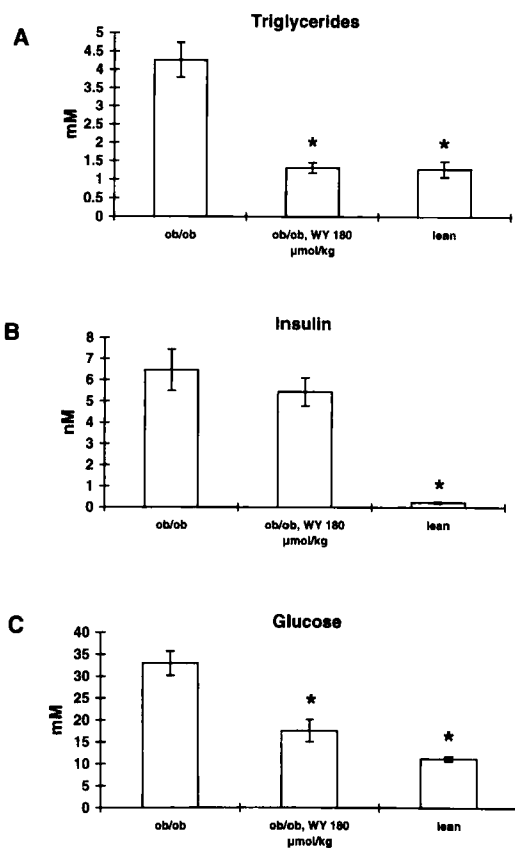 A
Triglycerides
5
4.5
4
3.5
3
2.5
2
1.5
1
0.5
0
mM
*
*
ob/ob
ob/ob, WY 180
µmol/kg
lean
B
Insulin
8
7
6
5
4
3
2
1
0
nM
*
ob/ob
ob/ob, WY 180
µmol/kg
lean
C
Glucose
40
35
30
25
20
15
10
5
0
mM
*
*
ob/ob
ob/ob, WY 180
µmol/kg
lean